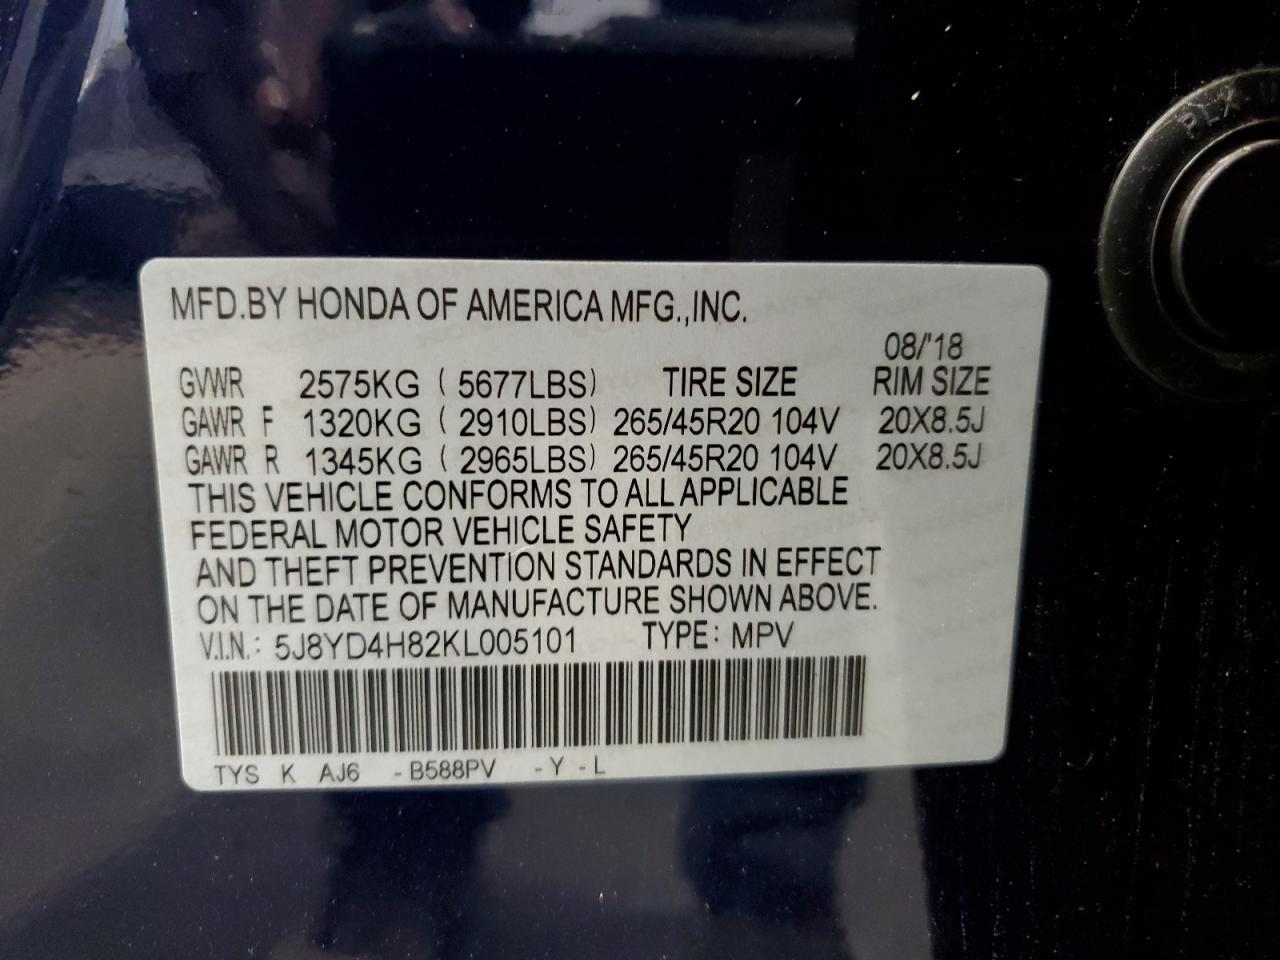 MFD.BY HONDA OF AMERICA MFG.,INC.
08/'18
GVWR 2575KG ( 5677LBS) TIRE SIZE RIM SIZE
GAWR F 1320KG ( 2910LBS) 265/45R20 104V 20X8.5J
GAWR R 1345KG ( 2965LBS) 265/45R20 104V 20X8.5J
THIS VEHICLE CONFORMS TO ALL APPLICABLE
FEDERAL MOTOR VEHICLE SAFETY
AND THEFT PREVENTION STANDARDS IN EFFECT
ON THE DATE OF MANUFACTURE SHOWN ABOVE.
V.I.N.: 5J8YD4H82KL005101 TYPE: MPV
TYS K AJ6 -B588PV -Y -L
PLX-